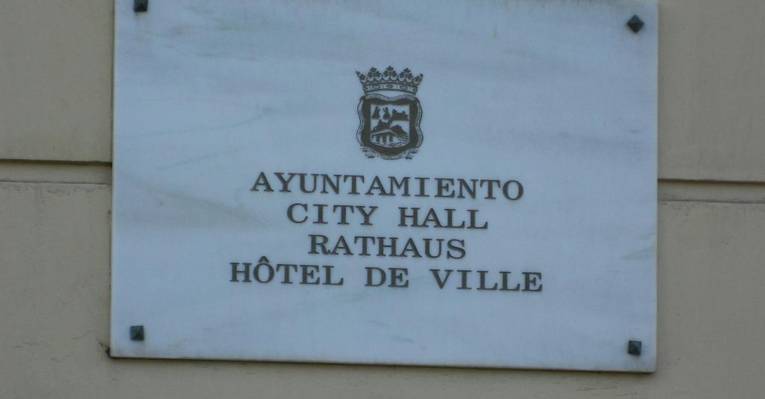 AYUNTAMIENTO
CITY HALL
RATHAUS
HÔTEL DE VILLE